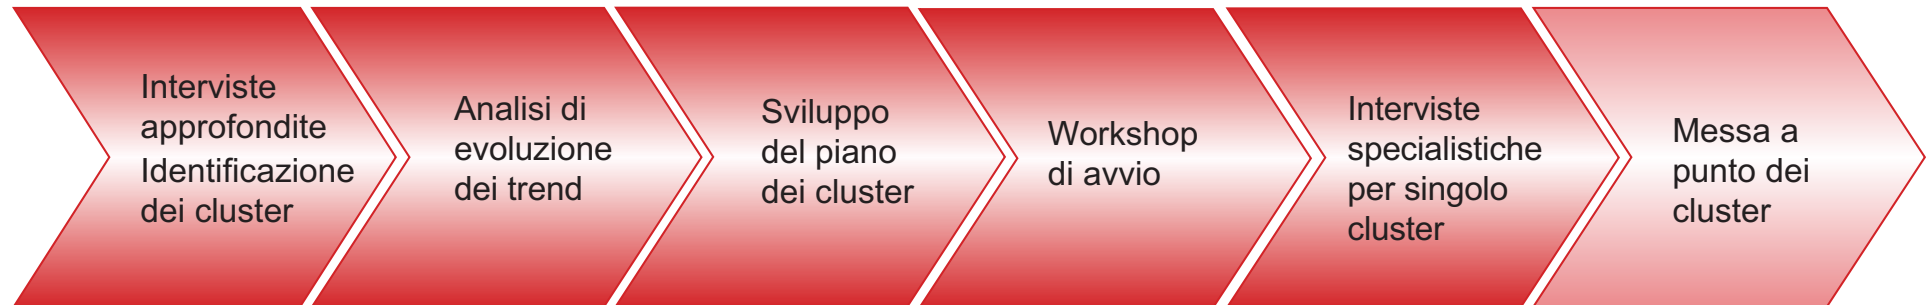 Interviste
approfondite
Identificazione
dei cluster
Analisi di
evoluzione
dei trend
Sviluppo
del piano
dei cluster
Workshop
di avvio
Interviste
specialistiche
per singolo
cluster
Messa a
punto dei
cluster